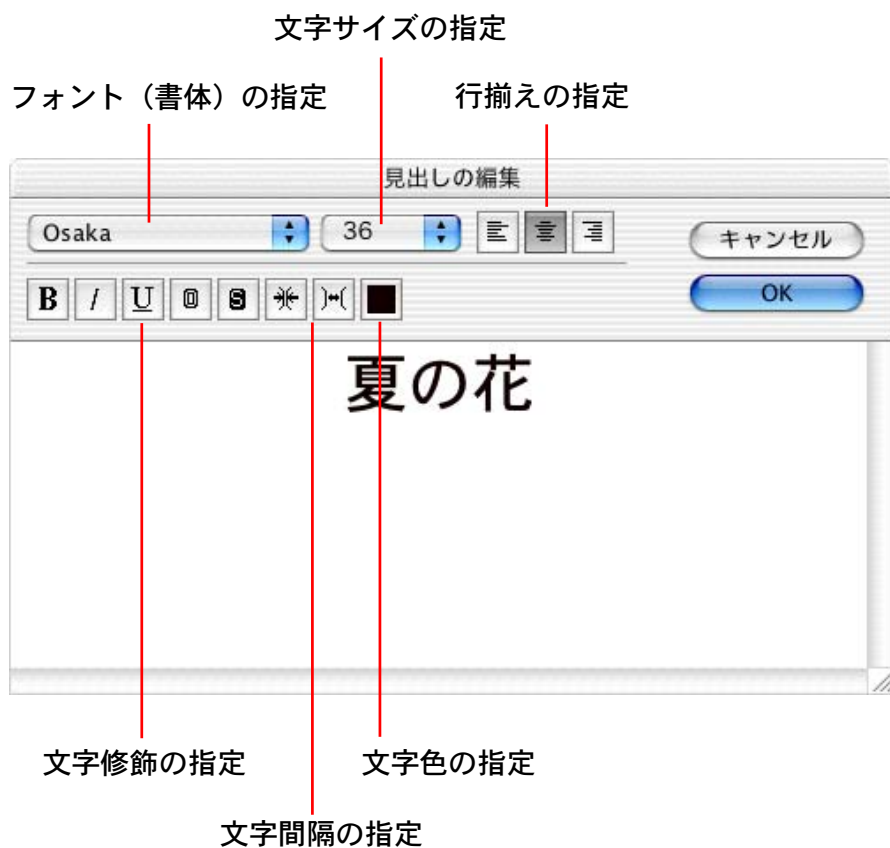 文字サイズの指定
フォント（書体）の指定
行揃えの指定
見出しの編集
Osaka
36
キャンセル
B I U O S
OK
夏の花
文字修飾の指定
文字色の指定
文字間隔の指定